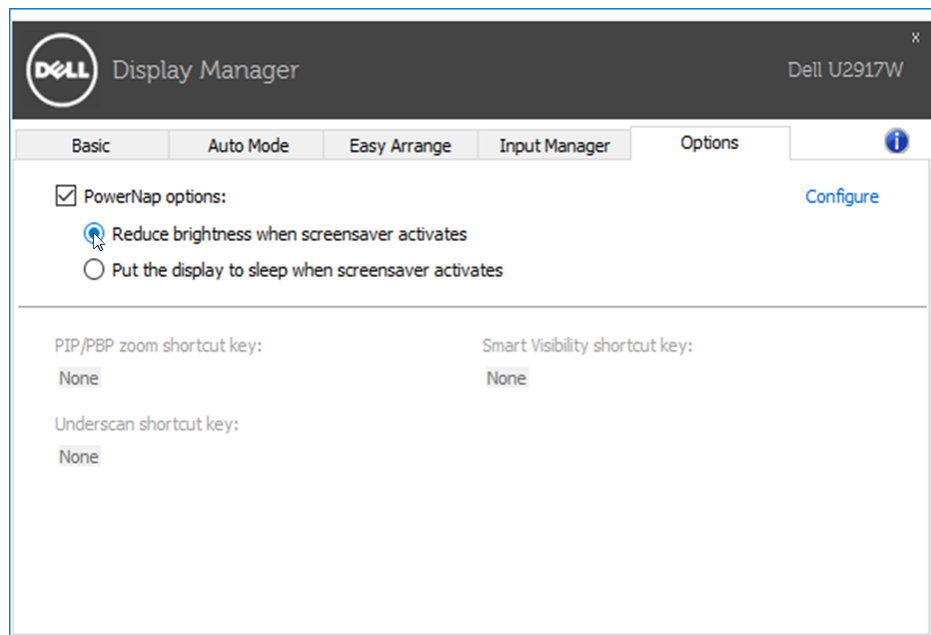 x
DELL Display Manager Dell U2917W
Basic Auto Mode Easy Arrange Input Manager Options i
PowerNap options: Configure
Reduce brightness when screensaver activates
Put the display to sleep when screensaver activates
PIP/PBP zoom shortcut key: Smart Visibility shortcut key:
None None
Underscan shortcut key:
None